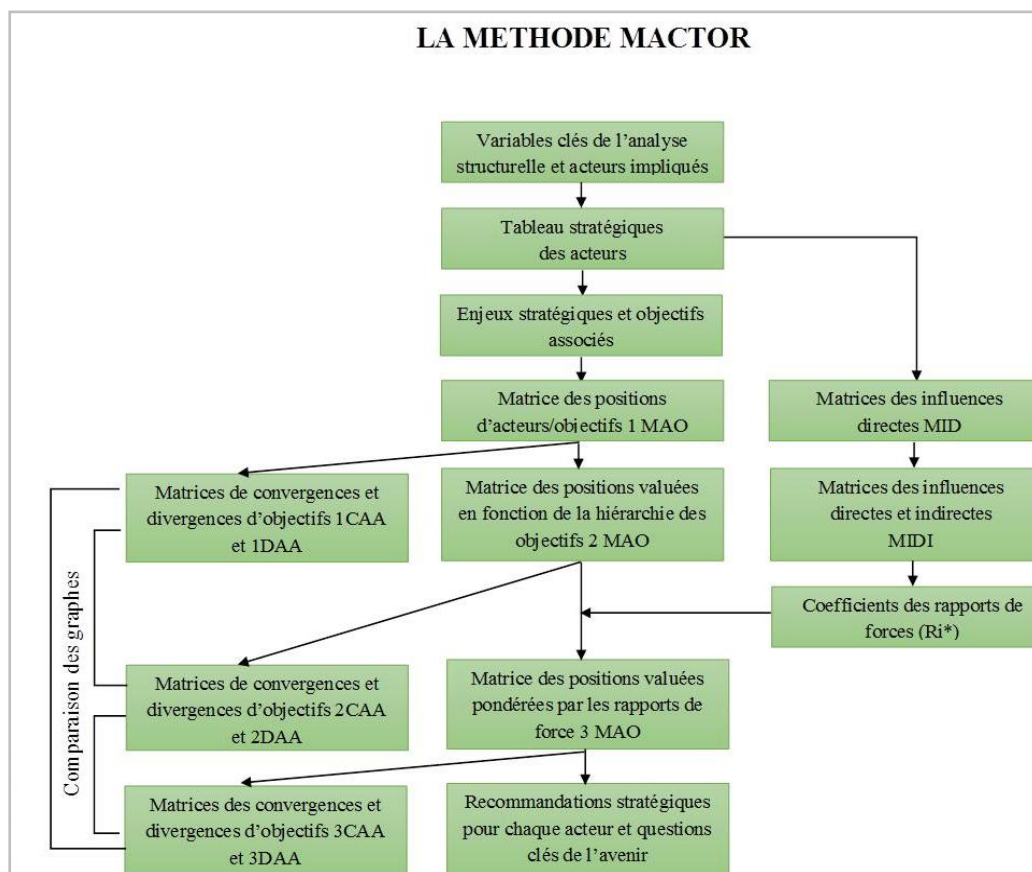 LA METHODE MACTOR
Variables clés de l’analyse
structurelle et acteurs impliqués
Tableau stratégiques
des acteurs
Enjeux stratégiques et objectifs
associés
Matrice des positions
d’acteurs/objectifs 1 MAO
Matrices des influences
directes MID
Matrices de convergences et
divergences d’objectifs 1CAA
et 1DAA
Matrice des positions valuées
en fonction de la hiérarchie des
objectifs 2 MAO
Matrices des influences
directes et indirectes
MIDI
Coefficients des rapports de
forces (Ri*)
Comparaison des graphes
Matrices de convergences et
divergences d’objectifs 2CAA
et 2DAA
Matrice des positions valuées
pondérées par les rapports de
force 3 MAO
Matrices des convergences et
divergences d’objectifs 3CAA
et 3DAA
Recommandations stratégiques
pour chaque acteur et questions
clés de l’avenir